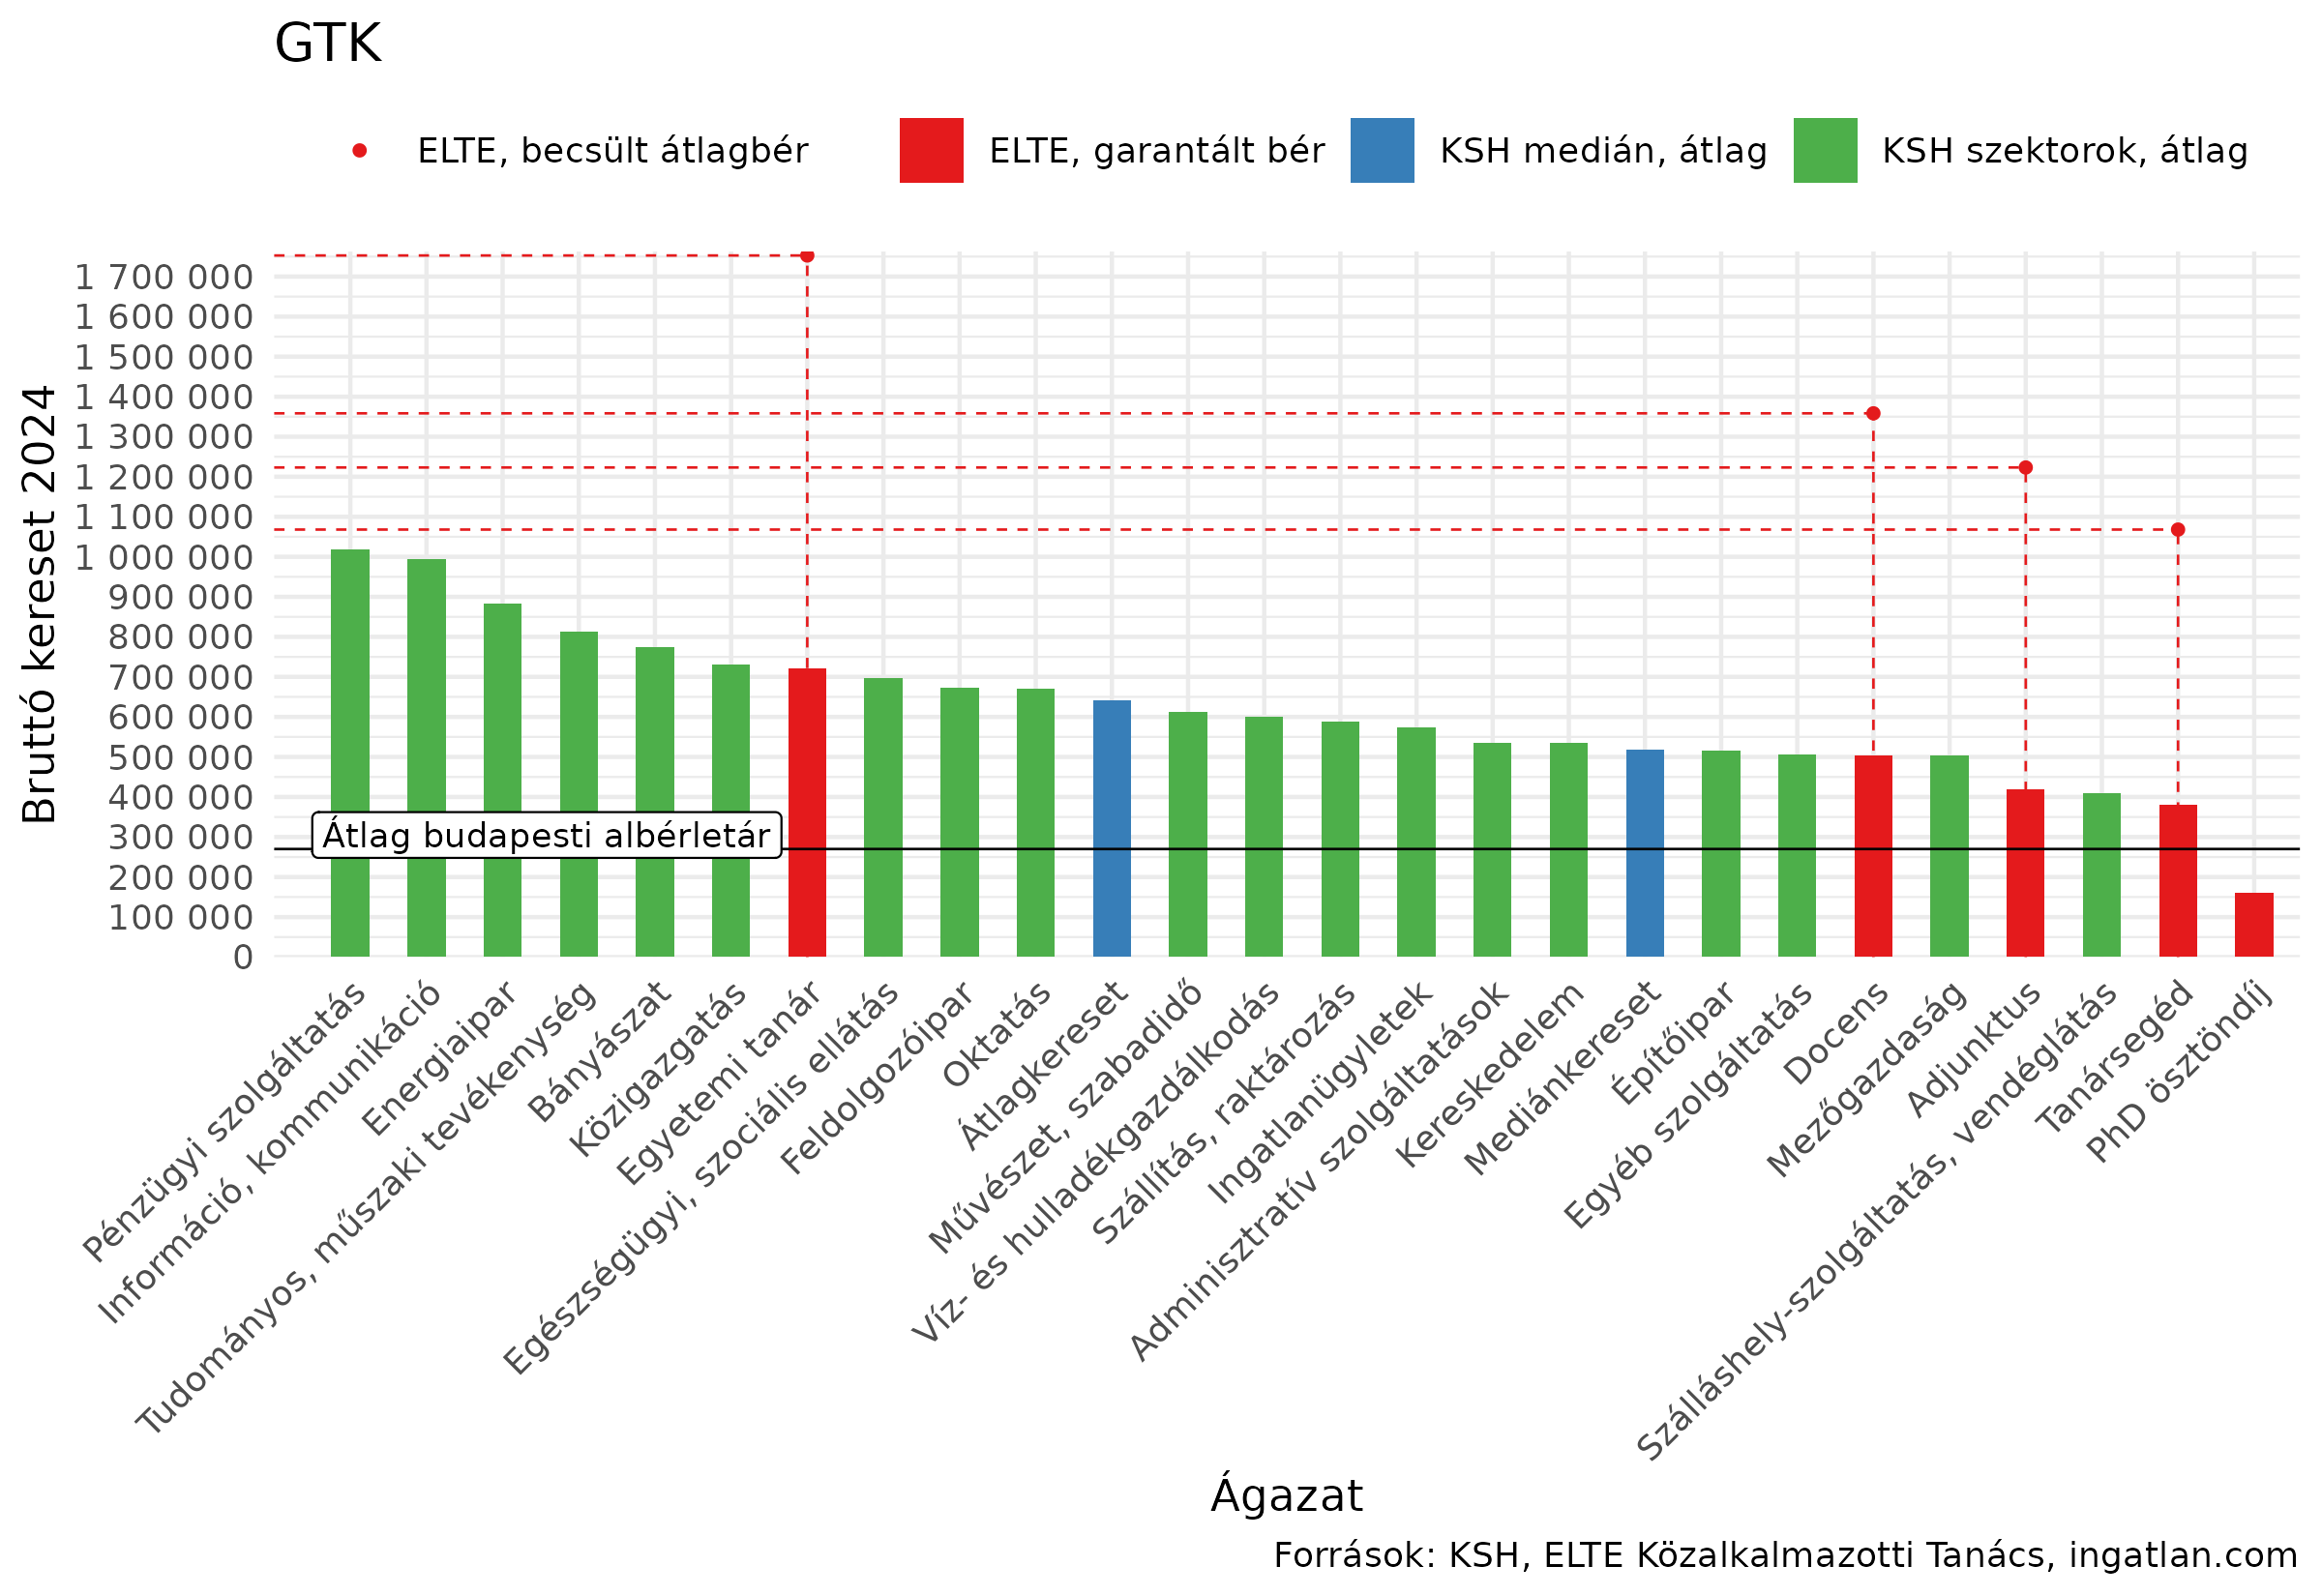 GTK
ELTE, becsült átlagbér
ELTE, garantált bér
KSH medián, átlag
KSH szektorok, átlag
Bruttó kereset 2024
1 700 000
1 600 000
1 500 000
1 400 000
1 300 000
1 200 000
1 100 000
1 000 000
900 000
800 000
700 000
600 000
500 000
400 000
300 000
200 000
100 000
0
Átlag budapesti albérletár
Pénzügyi szolgáltatás
Információ, kommunikáció
Energiaipar
Tudományos, műszaki tevékenység
Bányászat
Közigazgatás
Egyetemi tanár
Egészségügyi, szociális ellátás
Feldolgozóipar
Oktatás
Átlagkereset
Művészet, szabadidő
Víz- és hulladékgazdálkodás
Szállítás, raktározás
Ingatlanügyletek
Adminisztratív szolgáltatások
Kereskedelem
Mediánkereset
Építőipar
Egyéb szolgáltatás
Docens
Mezőgazdaság
Adjunktus
Szálláshely-szolgáltatás, vendéglátás
Tanársegéd
PhD ösztöndíj
Ágazat
Források: KSH, ELTE Közalkalmazotti Tanács, ingatlan.com